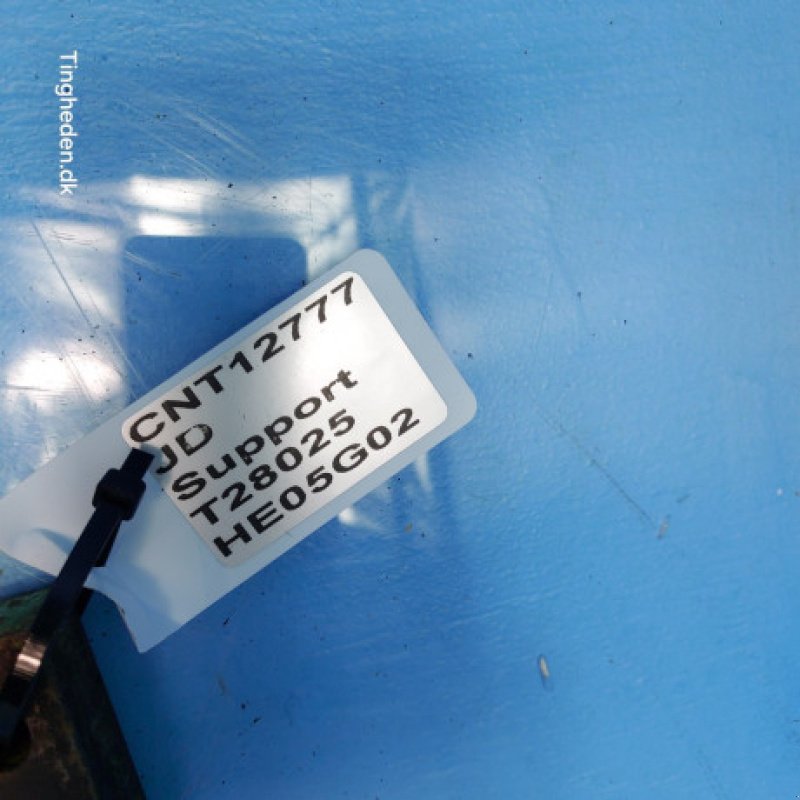 Tingheden.dk
CNT12777
JD
Support
T28025
HE05G02